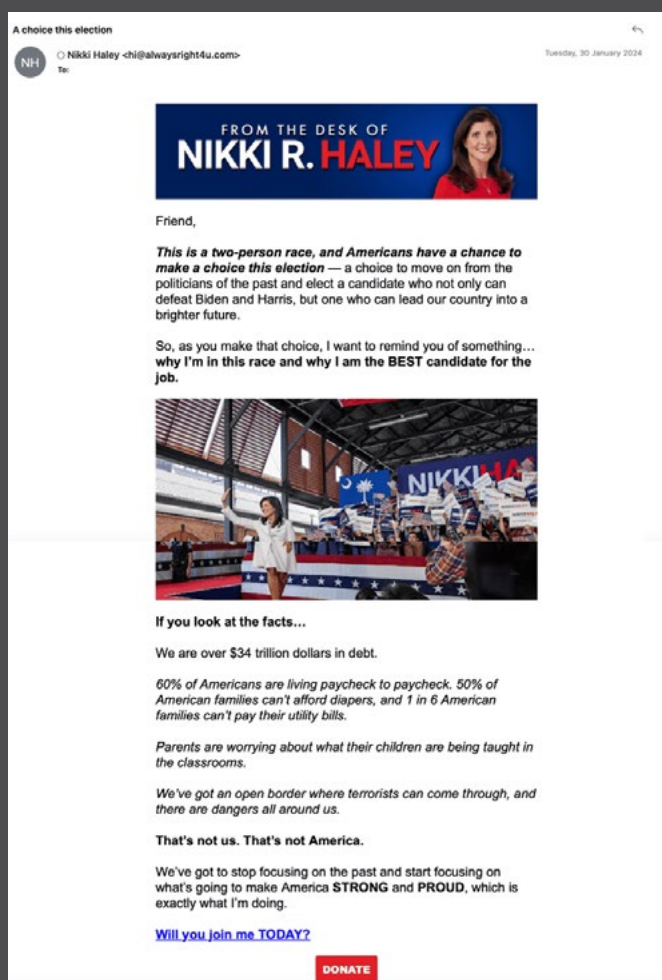 A choice this election
NH
Nikki Haley <hi@alwaysright4u.com>
Tuesday, 30 January 2024
To:
FROM THE DESK OF
NIKKI R. HALEY
Friend,
This is a two-person race, and Americans have a chance to
make a choice this election — a choice to move on from the
politicians of the past and elect a candidate who not only can
defeat Biden and Harris, but one who can lead our country into a
brighter future.
So, as you make that choice, I want to remind you of something…
why I'm in this race and why I am the BEST candidate for the
job.
NIKKI HA
If you look at the facts…
We are over $34 trillion dollars in debt.
60% of Americans are living paycheck to paycheck. 50% of
American families can't afford diapers, and 1 in 6 American
families can't pay their utility bills.
Parents are worrying about what their children are being taught in
the classrooms.
We've got an open border where terrorists can come through, and
there are dangers all around us.
That's not us. That's not America.
We've got to stop focusing on the past and start focusing on
what's going to make America STRONG and PROUD, which is
exactly what I'm doing.
Will you join me TODAY?
DONATE